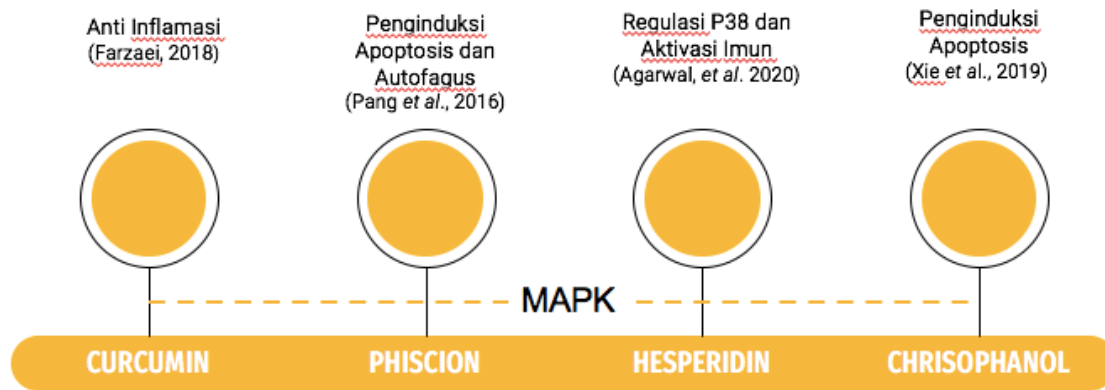 Anti Inflamasi
(Farzaei, 2018)
Penginduksi
Apoptosis dan
Autofagus
(Pang et al., 2016)
Regulasi P38 dan
Aktivasi Imun
(Agarwal, et al. 2020)
Penginduksi
Apoptosis
(Xie et al., 2019)
MAPK
CURCUMIN
PHISCION
HESPERIDIN
CHRISOPHANOL